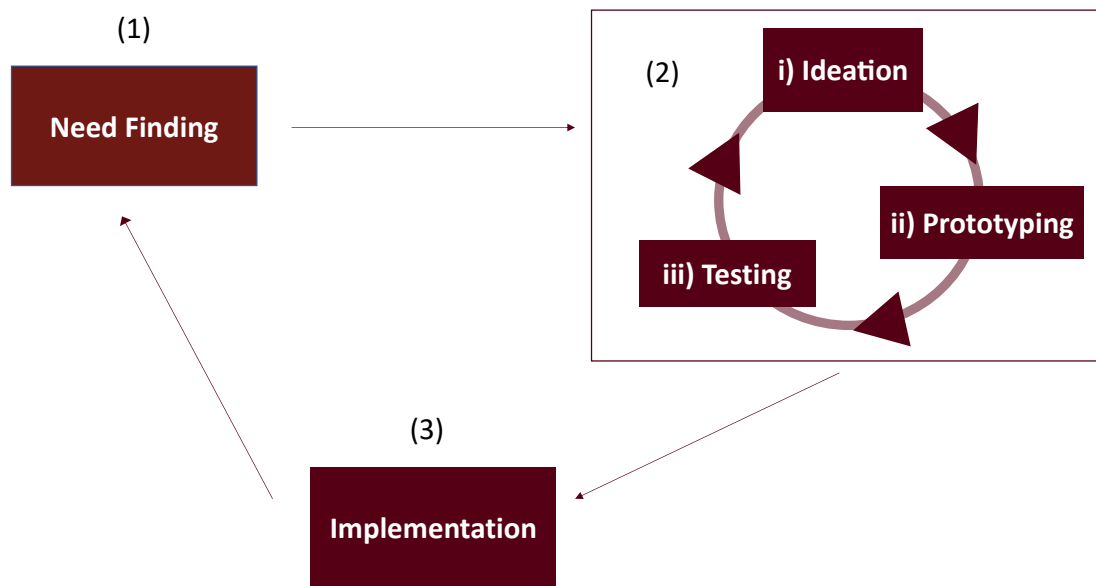 (1)
Need Finding
(2)
i) Ideation
ii) Prototyping
iii) Testing
(3)
Implementation